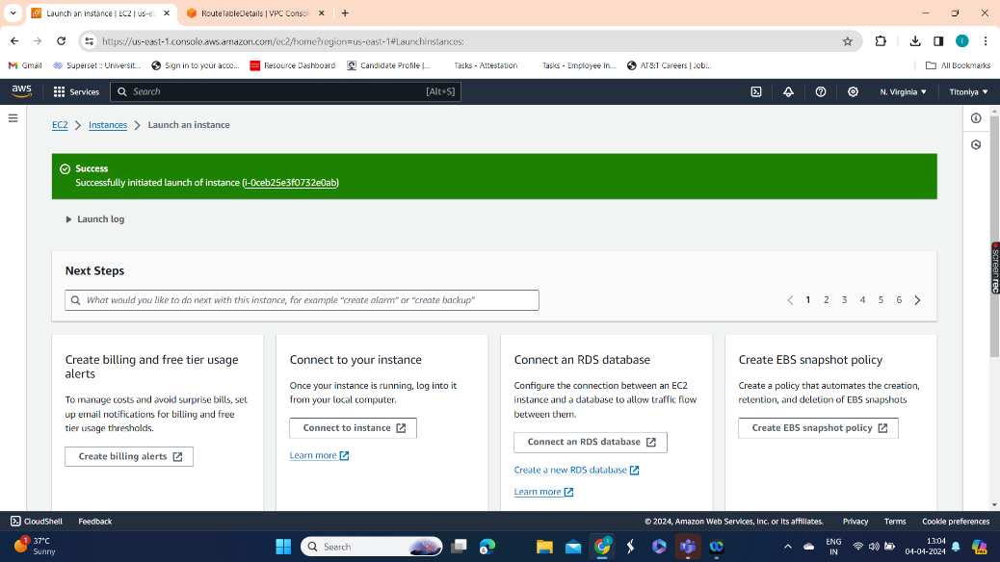 Launch an instance | EC2 | us-ea
RouteTableDetails | VPC Consol
https://us-east-1.console.aws.amazon.com/ec2/home?region=us-east-1#LaunchInstances:
Gmail
Superset :: Universit...
Sign in to your acco...
Resource Dashboard
Candidate Profile |...
Tasks - Attestation
Tasks - Employee In...
AT&T Careers | Job...
All Bookmarks
aws
Services
Search
[Alt+S]
N. Virginia
Titoniya
EC2
Instances
Launch an instance
Success
Successfully initiated launch of instance (i-0ceb25e3f0732e0ab)
Launch log
Next Steps
What would you like to do next with this instance, for example "create alarm" or "create backup"
1 2 3 4 5 6
Create billing and free tier usage
alerts
To manage costs and avoid surprise bills, set
up email notifications for billing and free
tier usage thresholds.
Create billing alerts
Connect to your instance
Once your instance is running, log into it
from your local computer.
Connect to instance
Learn more
Connect an RDS database
Configure the connection between an EC2
instance and a database to allow traffic flow
between them.
Connect an RDS database
Create a new RDS database
Learn more
Create EBS snapshot policy
Create a policy that automates the creation,
retention, and deletion of EBS snapshots
Create EBS snapshot policy
screenrec
CloudShell
Feedback
© 2024, Amazon Web Services, Inc. or its affiliates.
Privacy
Terms
Cookie preferences
1
37°C
Sunny
Search
ENG
IN
13:04
04-04-2024